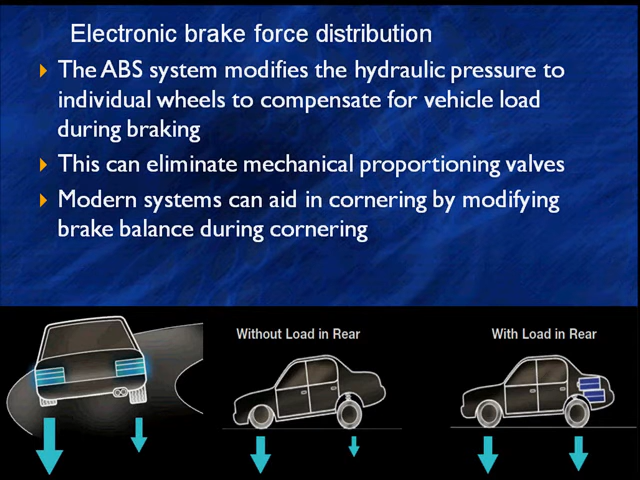 Electronic brake force distribution
The ABS system modifies the hydraulic pressure to
individual wheels to compensate for vehicle load
during braking
This can eliminate mechanical proportioning valves
Modern systems can aid in cornering by modifying
brake balance during cornering
Without Load in Rear
With Load in Rear